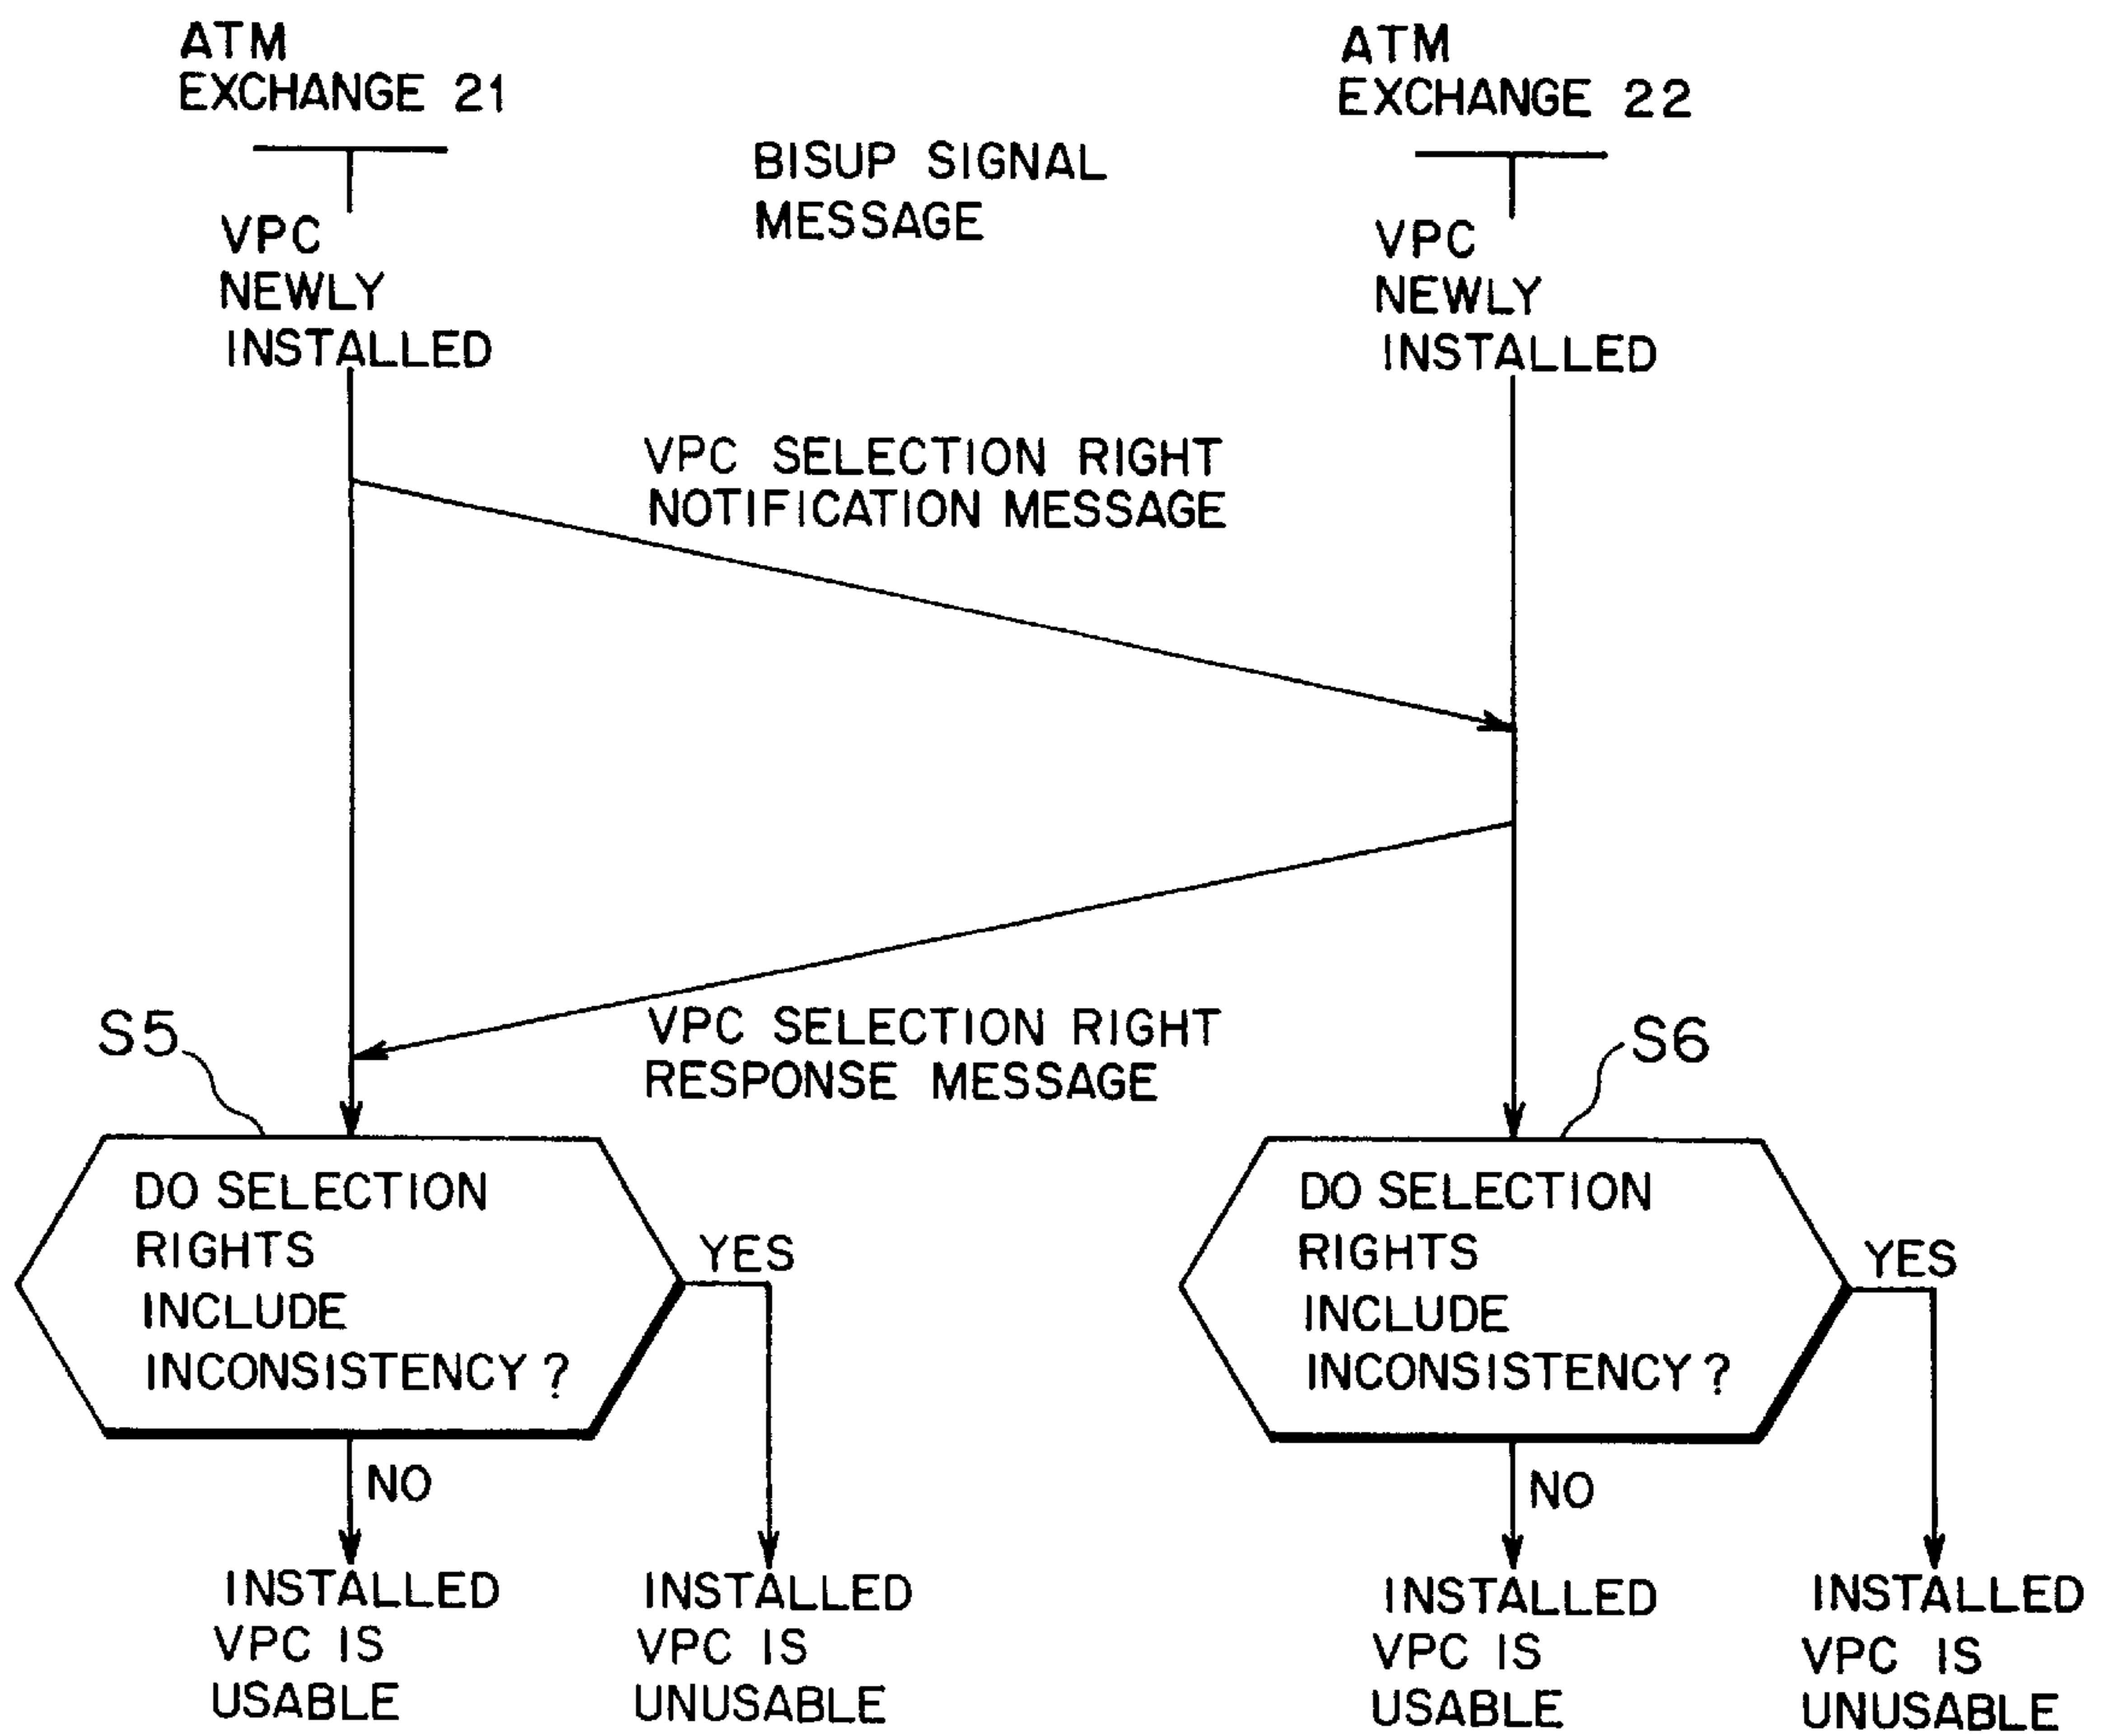 ATM
EXCHANGE 21
ATM
EXCHANGE 22
BISUP SIGNAL
MESSAGE
VPC
NEWLY
INSTALLED
VPC
NEWLY
INSTALLED
VPC SELECTION RIGHT
NOTIFICATION MESSAGE
VPC SELECTION RIGHT
RESPONSE MESSAGE
S5
S6
DO SELECTION
RIGHTS
INCLUDE
INCONSISTENCY?
YES
NO
DO SELECTION
RIGHTS
INCLUDE
INCONSISTENCY?
YES
NO
INSTALLED
VPC IS
USABLE
INSTALLED
VPC IS
UNUSABLE
INSTALLED
VPC IS
USABLE
INSTALLED
VPC IS
UNUSABLE